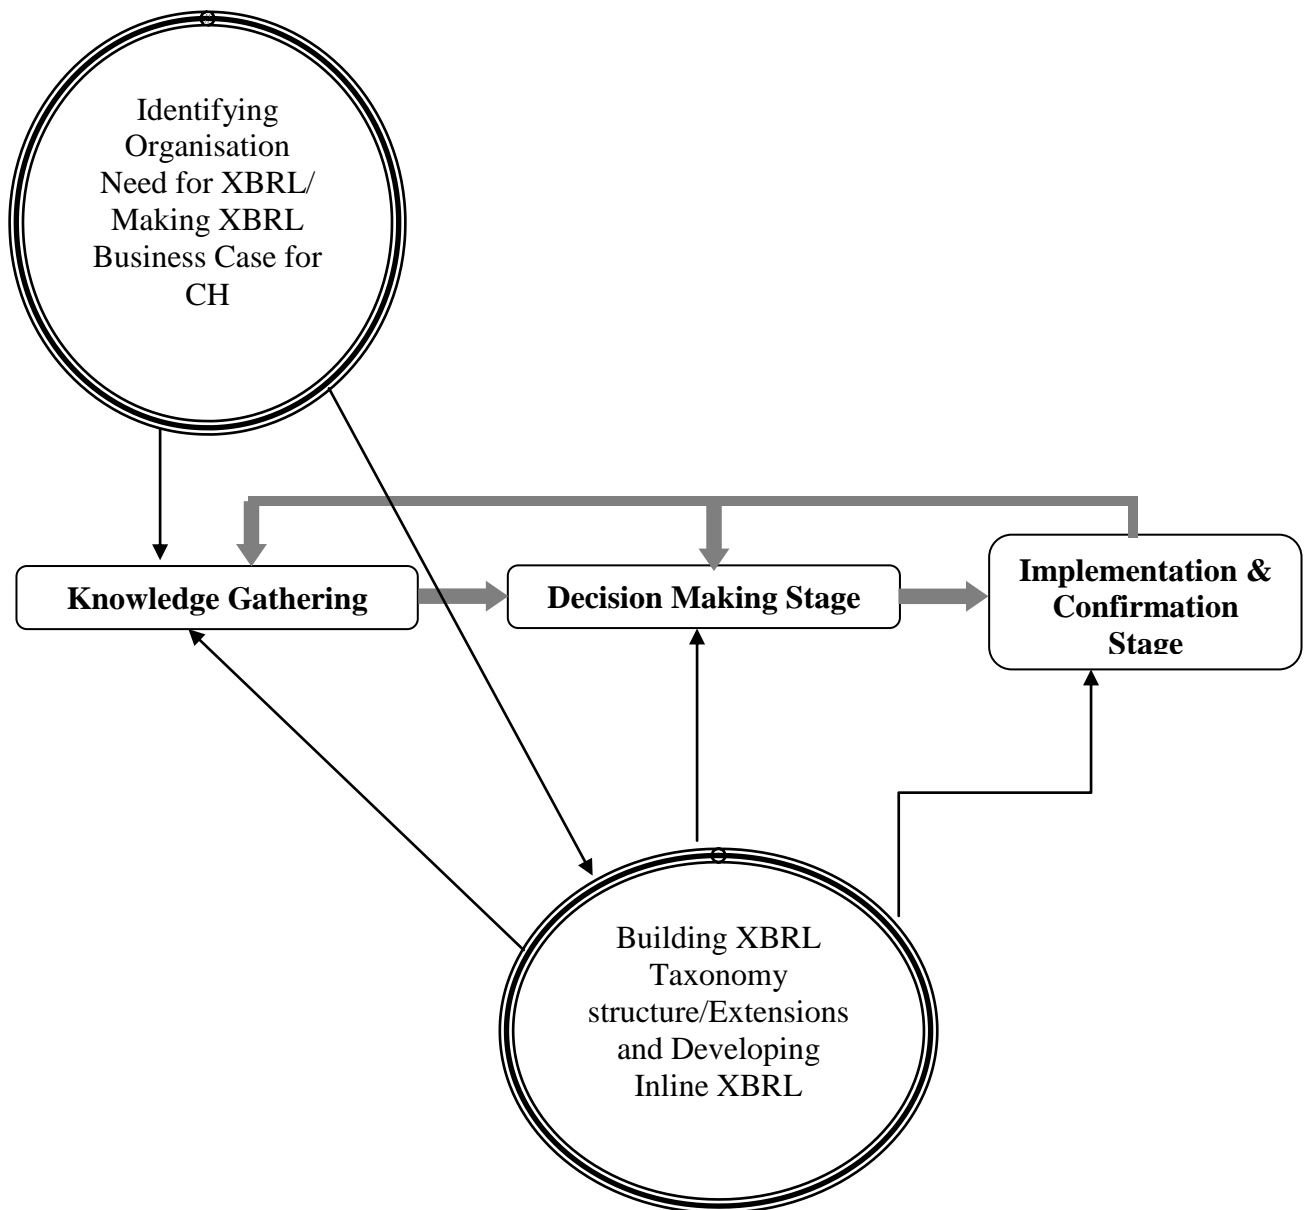 Identifying
Organisation
Need for XBRL/
Making XBRL
Business Case for
CH
Knowledge Gathering
Decision Making Stage
Implementation &
Confirmation
Stage
Building XBRL
Taxonomy
structure/Extensions
and Developing
Inline XBRL